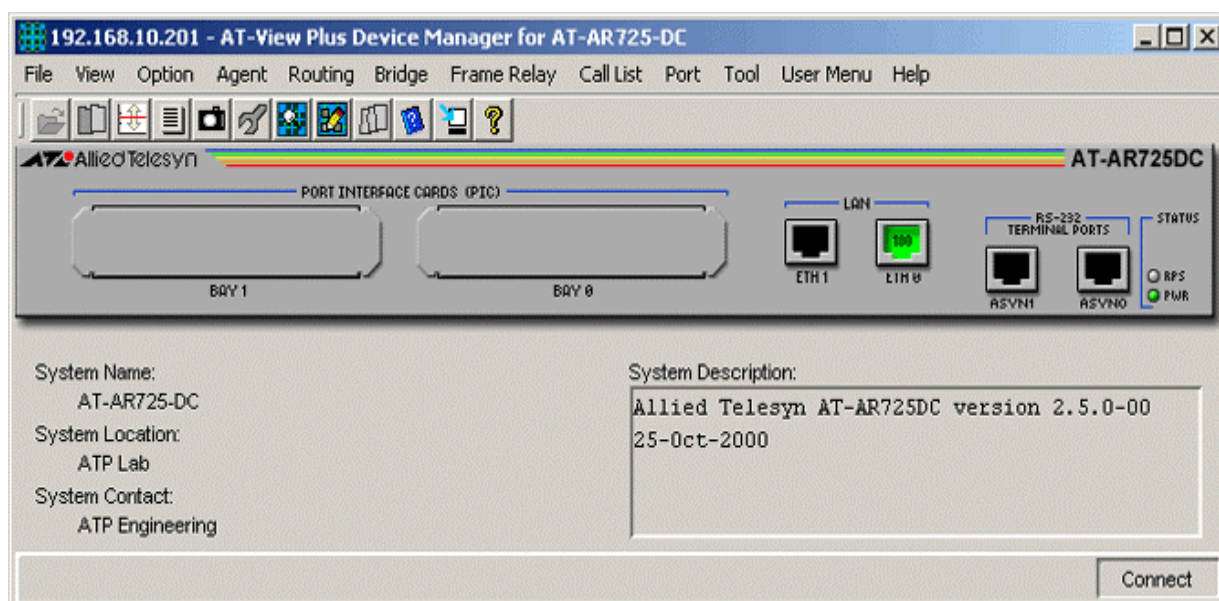 192.168.10.201 - AT-View Plus Device Manager for AT-AR725-DC
File View Option Agent Routing Bridge Frame Relay Call List Port Tool User Menu Help
Allied Telesyn
AT-AR725DC
PORT INTERFACE CARDS (PIC)
LAN
RS-232
TERMINAL PORTS
STATUS
100
ETH 1
ETH 0
RPS
PWR
BAY 1
BAY 0
ASYN1
ASYN0
System Name:
AT-AR725-DC
System Location:
ATP Lab
System Contact:
ATP Engineering
System Description:
Allied Telesyn AT-AR725DC version 2.5.0-00
25-Oct-2000
Connect